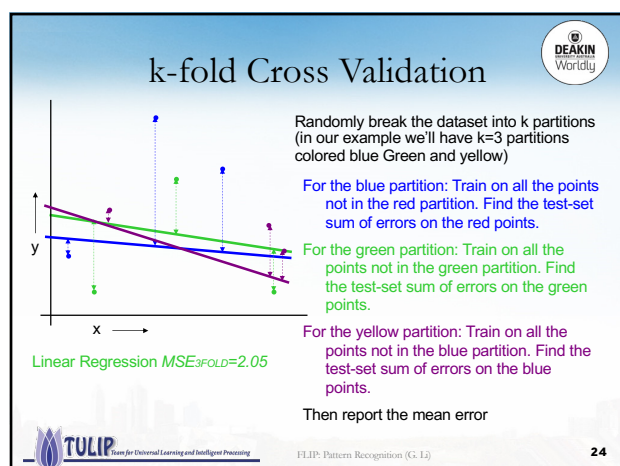 DEAKIN
UNIVERSITY AUSTRALIA
Worldly
k-fold Cross Validation
Randomly break the dataset into k partitions
(in our example we'll have k=3 partitions
colored blue Green and yellow)
For the blue partition: Train on all the points
not in the red partition. Find the test-set
sum of errors on the red points.
For the green partition: Train on all the
points not in the green partition. Find
the test-set sum of errors on the green
points.
For the yellow partition: Train on all the
points not in the blue partition. Find the
test-set sum of errors on the blue
points.
Then report the mean error
y
x
Linear Regression MSE3FOLD=2.05
TULIP Team for Universal Learning and Intelligent Processing
FLIP: Pattern Recognition (G. Li)
24